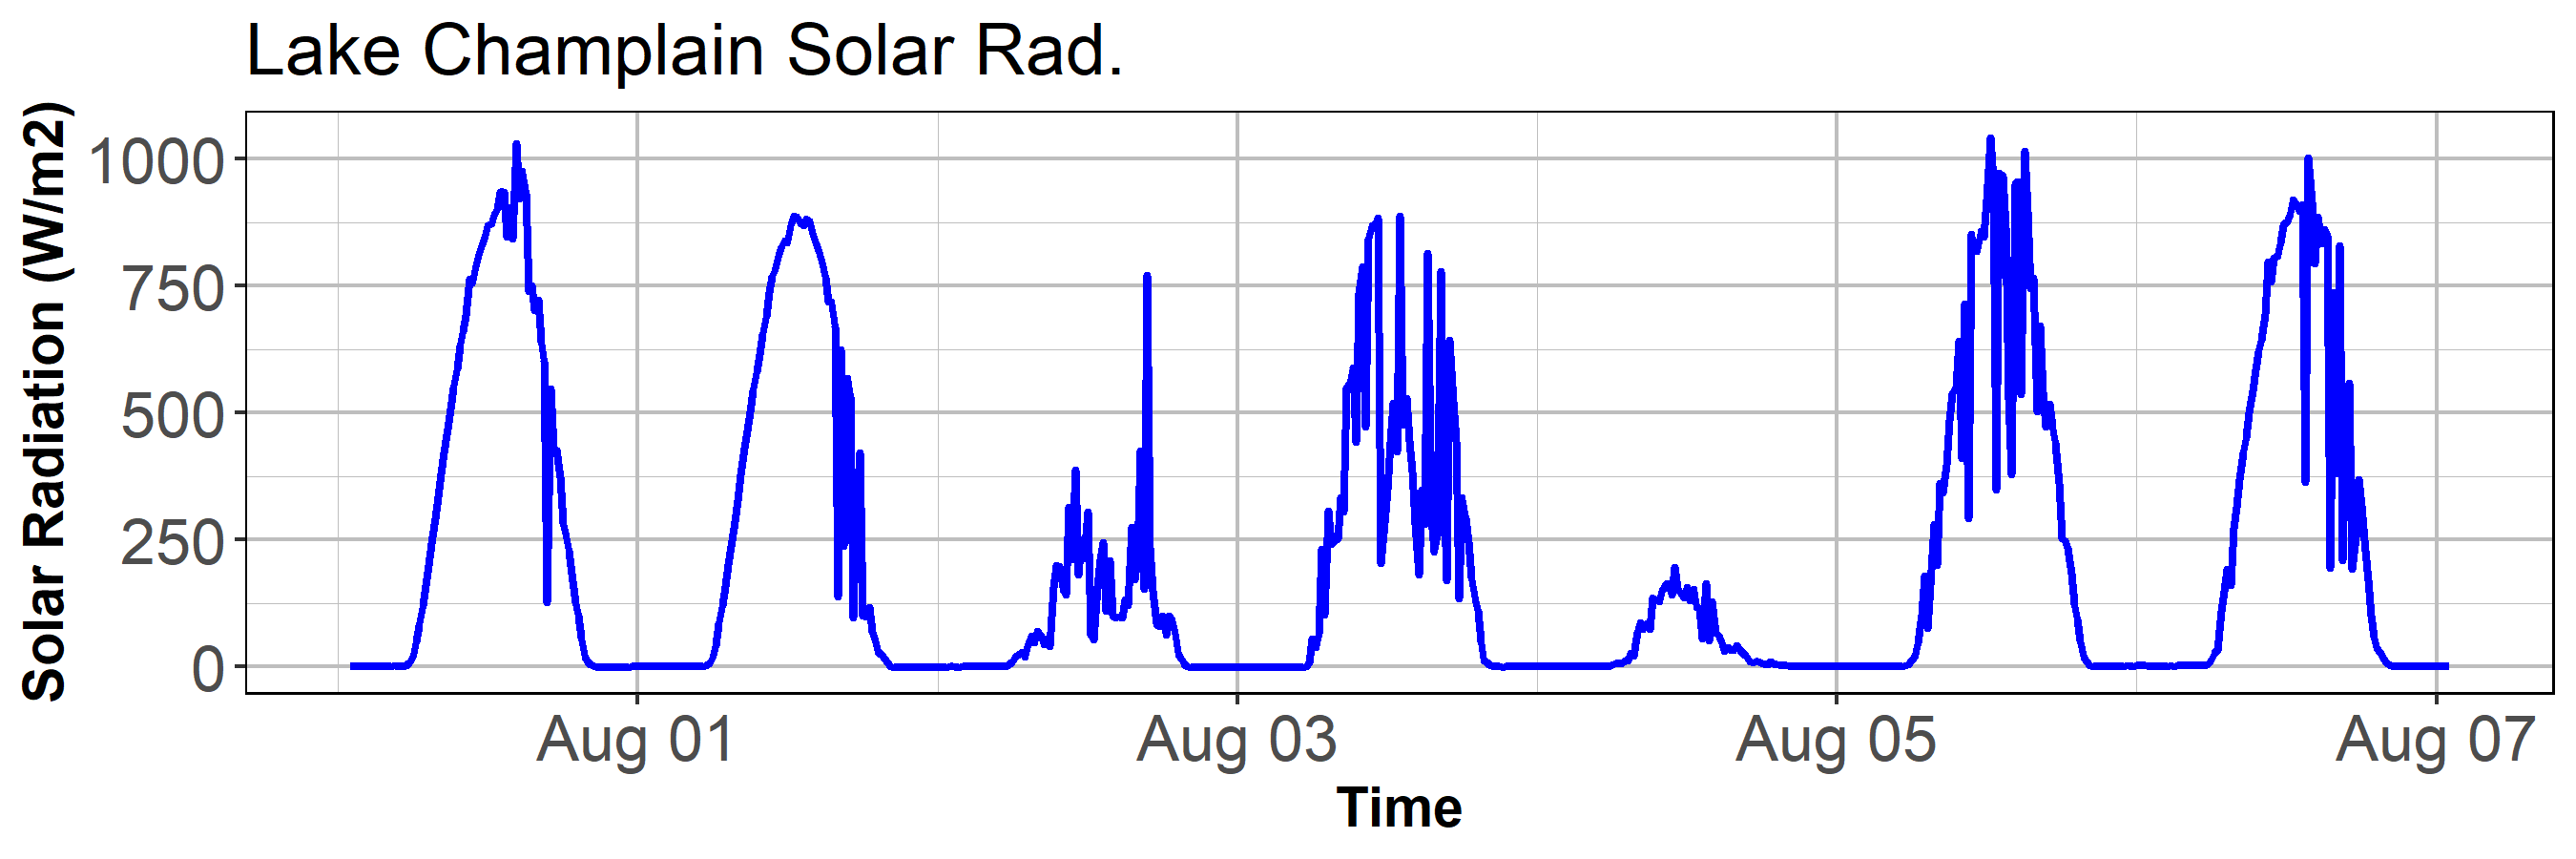 Lake Champlain Solar Rad.
Solar Radiation (W/m2)
1000
750
500
250
0
Aug 01 Aug 03 Aug 05 Aug 07
Time